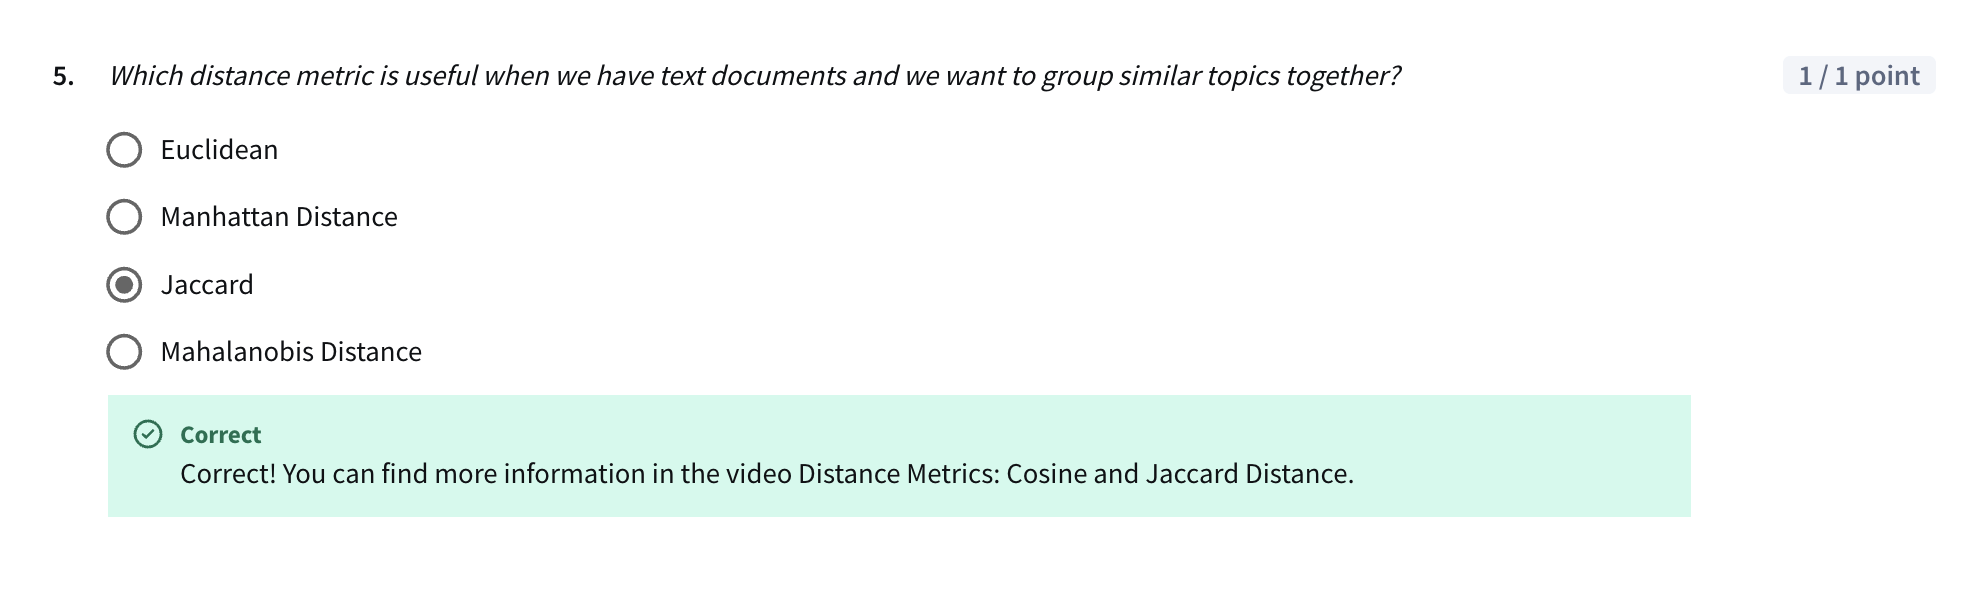 5. Which distance metric is useful when we have text documents and we want to group similar topics together? 1 / 1 point
Euclidean
Manhattan Distance
Jaccard
Mahalanobis Distance
Correct
Correct! You can find more information in the video Distance Metrics: Cosine and Jaccard Distance.